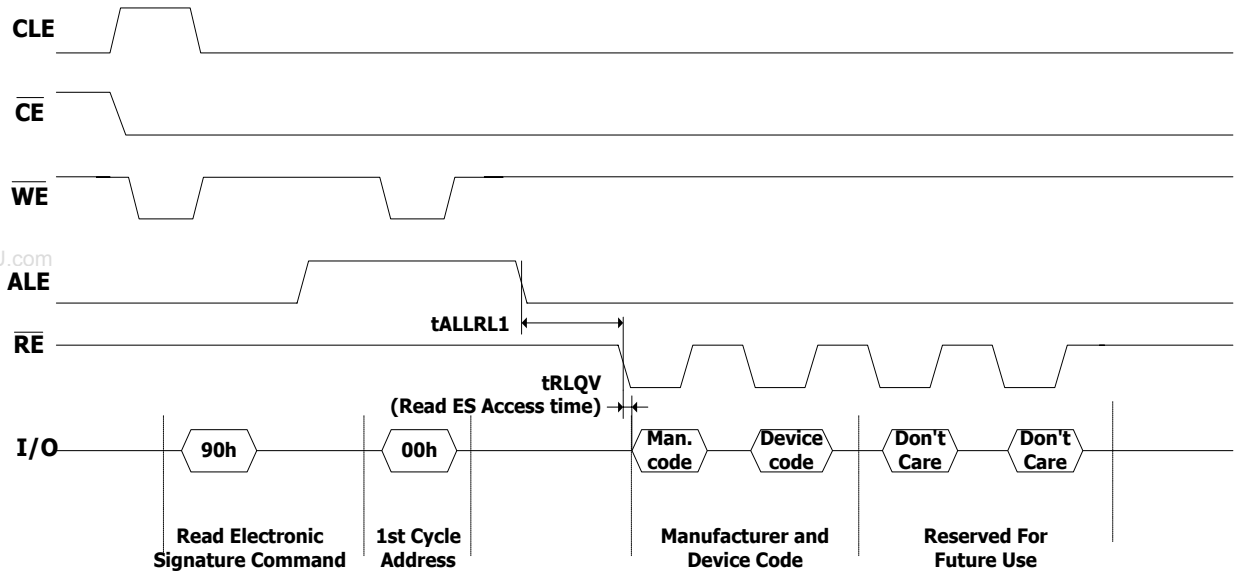 CLE
CE
WE
J.com
ALE
tALLRL1
RE
tRLQV
(Read ES Access time)
I/O
90h
00h
Man.
code
Device
code
Don't
Care
Don't
Care
Read Electronic
Signature Command
1st Cycle
Address
Manufacturer and
Device Code
Reserved For
Future Use